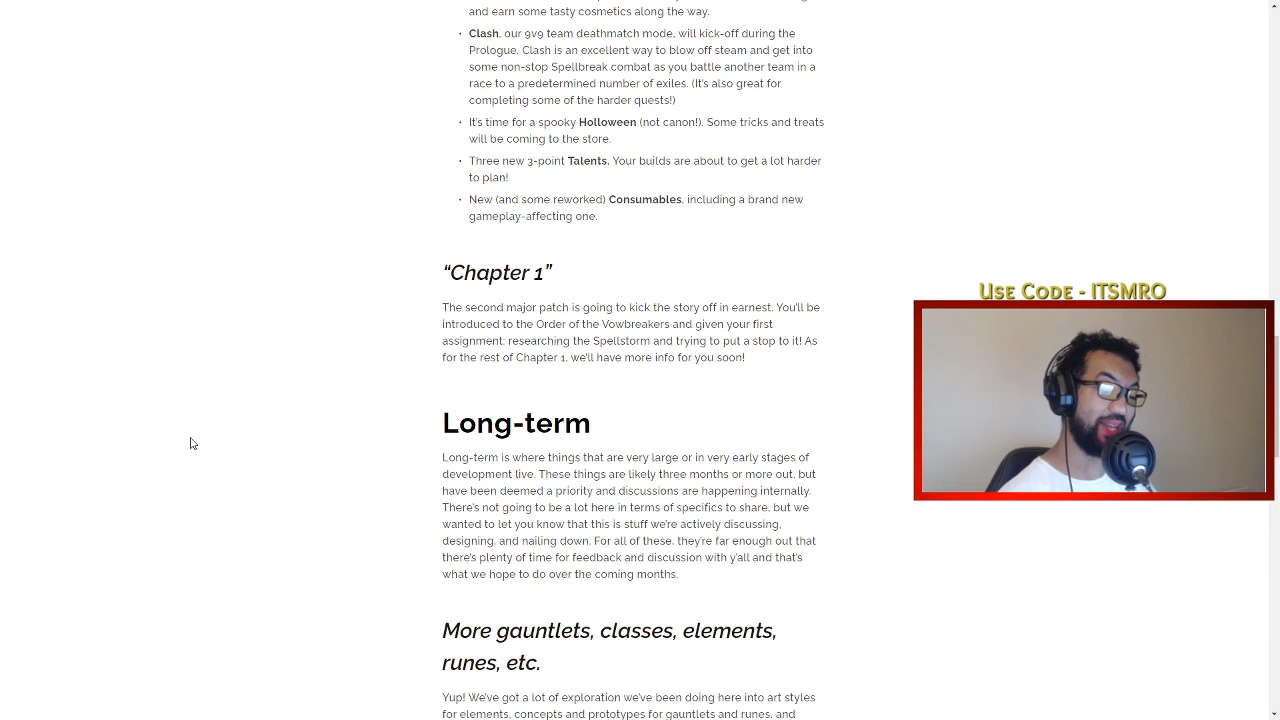 and earn some tasty cosmetics along the way.
• Clash, our 9v9 team deathmatch mode, will kick-off during the
Prologue. Clash is an excellent way to blow off steam and get into
some non-stop Spellbreak combat as you battle another team in a
race to a predetermined number of exiles. (It's also great for
completing some of the harder quests!)
• It's time for a spooky Holloween (not canon!). Some tricks and treats
will be coming to the store.
• Three new 3-point Talents. Your builds are about to get a lot harder
to plan!
• New (and some reworked) Consumables, including a brand new
gameplay-affecting one.
“Chapter 1”
The second major patch is going to kick the story off in earnest. You'll be
introduced to the Order of the Vowbreakers and given your first
assignment: researching the Spellstorm and trying to put a stop to it! As
for the rest of Chapter 1, we'll have more info for you soon!
Use Code - ITSMRO
Long-term
Long-term is where things that are very large or in very early stages of
development live. These things are likely three months or more out, but
have been deemed a priority and discussions are happening internally.
There's not going to be a lot here in terms of specifics to share, but we
wanted to let you know that this is stuff we're actively discussing,
designing, and nailing down. For all of these, they're far enough out that
there's plenty of time for feedback and discussion with y'all and that's
what we hope to do over the coming months.
More gauntlets, classes, elements,
runes, etc.
Yup! We've got a lot of exploration we've been doing here into art styles
for elements, concepts and prototypes for gauntlets and runes, and